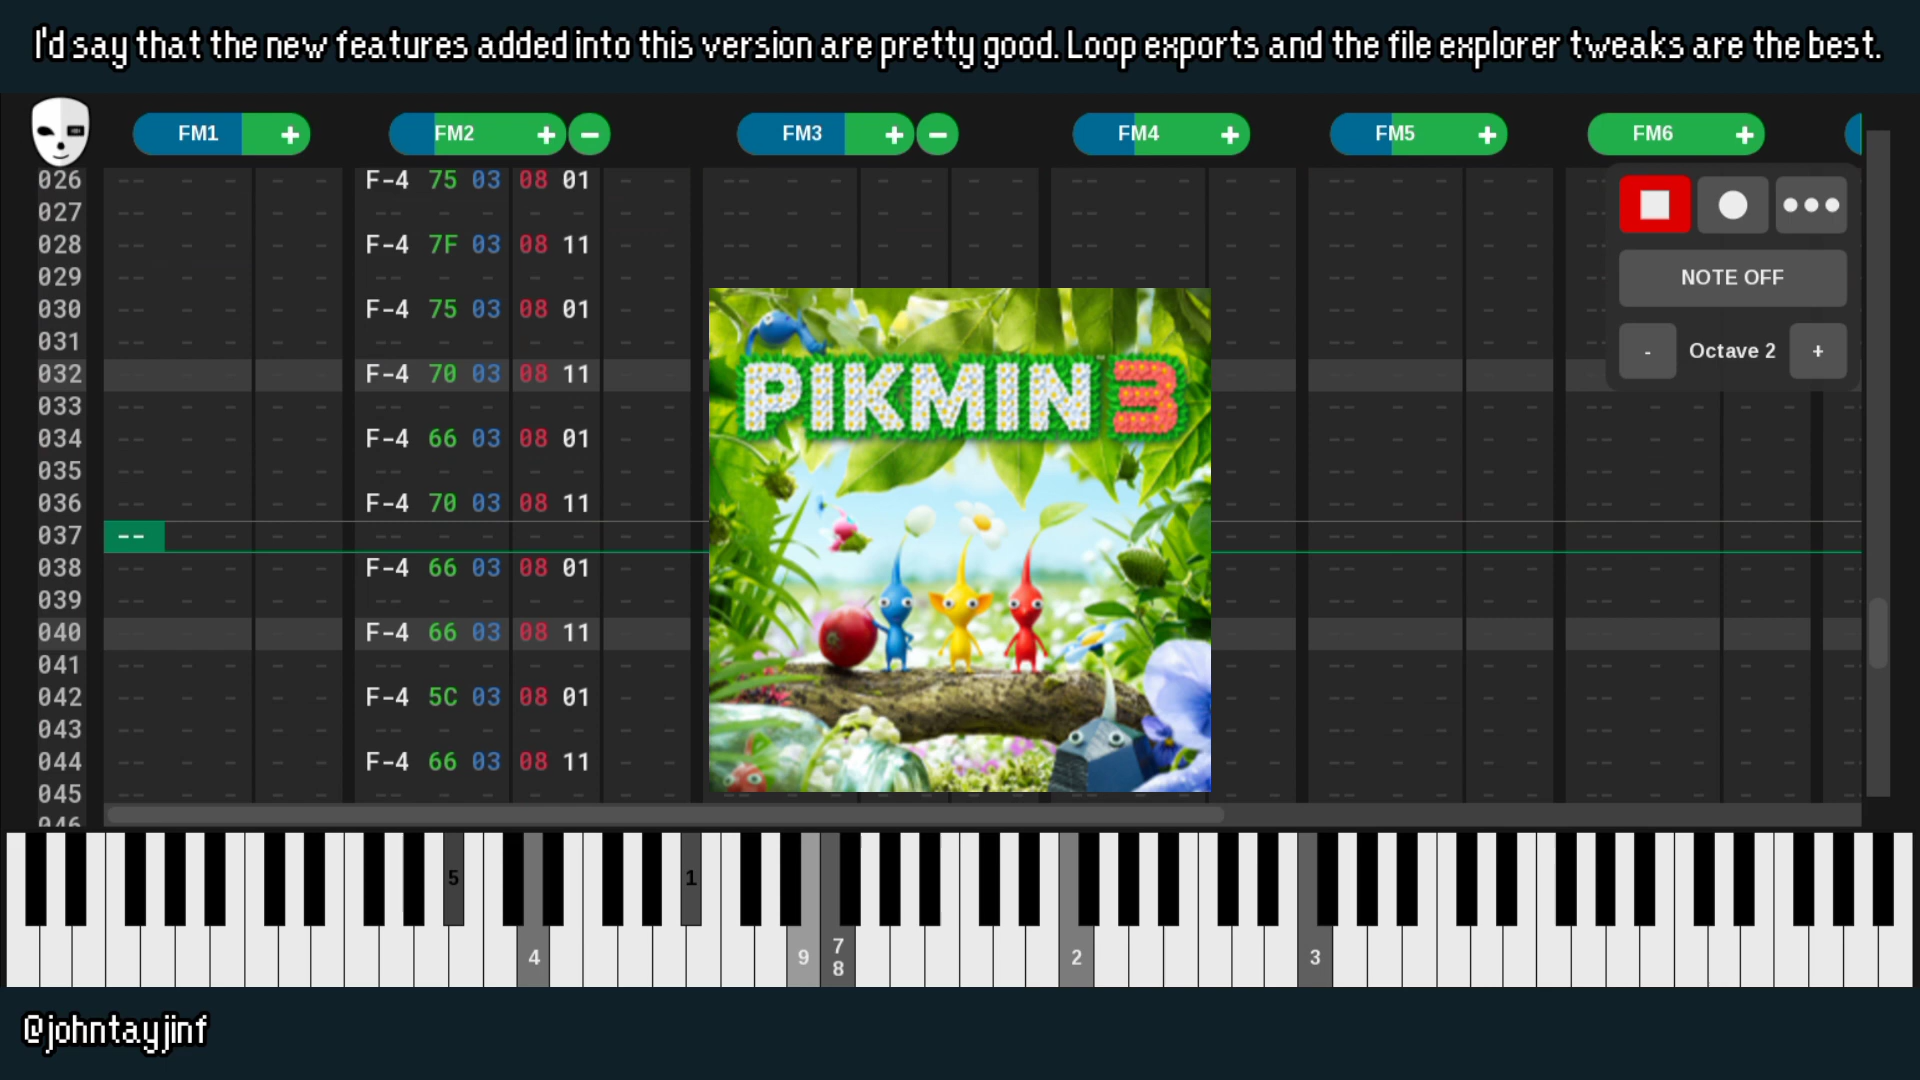 I'd say that the new features added into this version are pretty good. Loop exports and the file explorer tweaks are the best.
FM1 + FM2 + − FM3 + − FM4 + FM5 + FM6 +
026 F-4 75 03 08 01
027
028 F-4 7F 03 08 11
029
030 F-4 75 03 08 01
031
032 F-4 70 03 08 11
033
034 F-4 66 03 08 01
035
036 F-4 70 03 08 11
037 --
038 F-4 66 03 08 01
039
040 F-4 66 03 08 11
041
042 F-4 5C 03 08 01
043
044 F-4 66 03 08 11
045
046
NOTE OFF
- Octave 2 +
PIKMIN 3
5 1
4 9 7 2 3
8
@johntayjinf